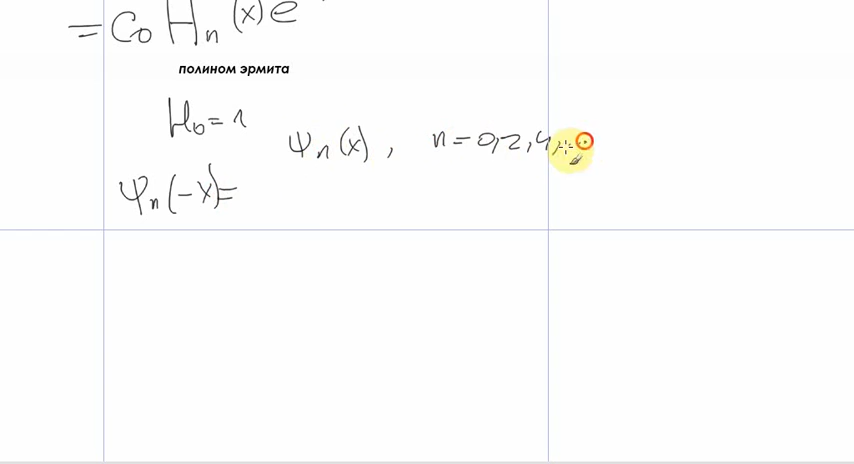 = C₀ Hₙ (x) e
полином эрмита
H₀ = 1
ψₙ(x), n = 0, 2, 4, ..
ψₙ(-x) =